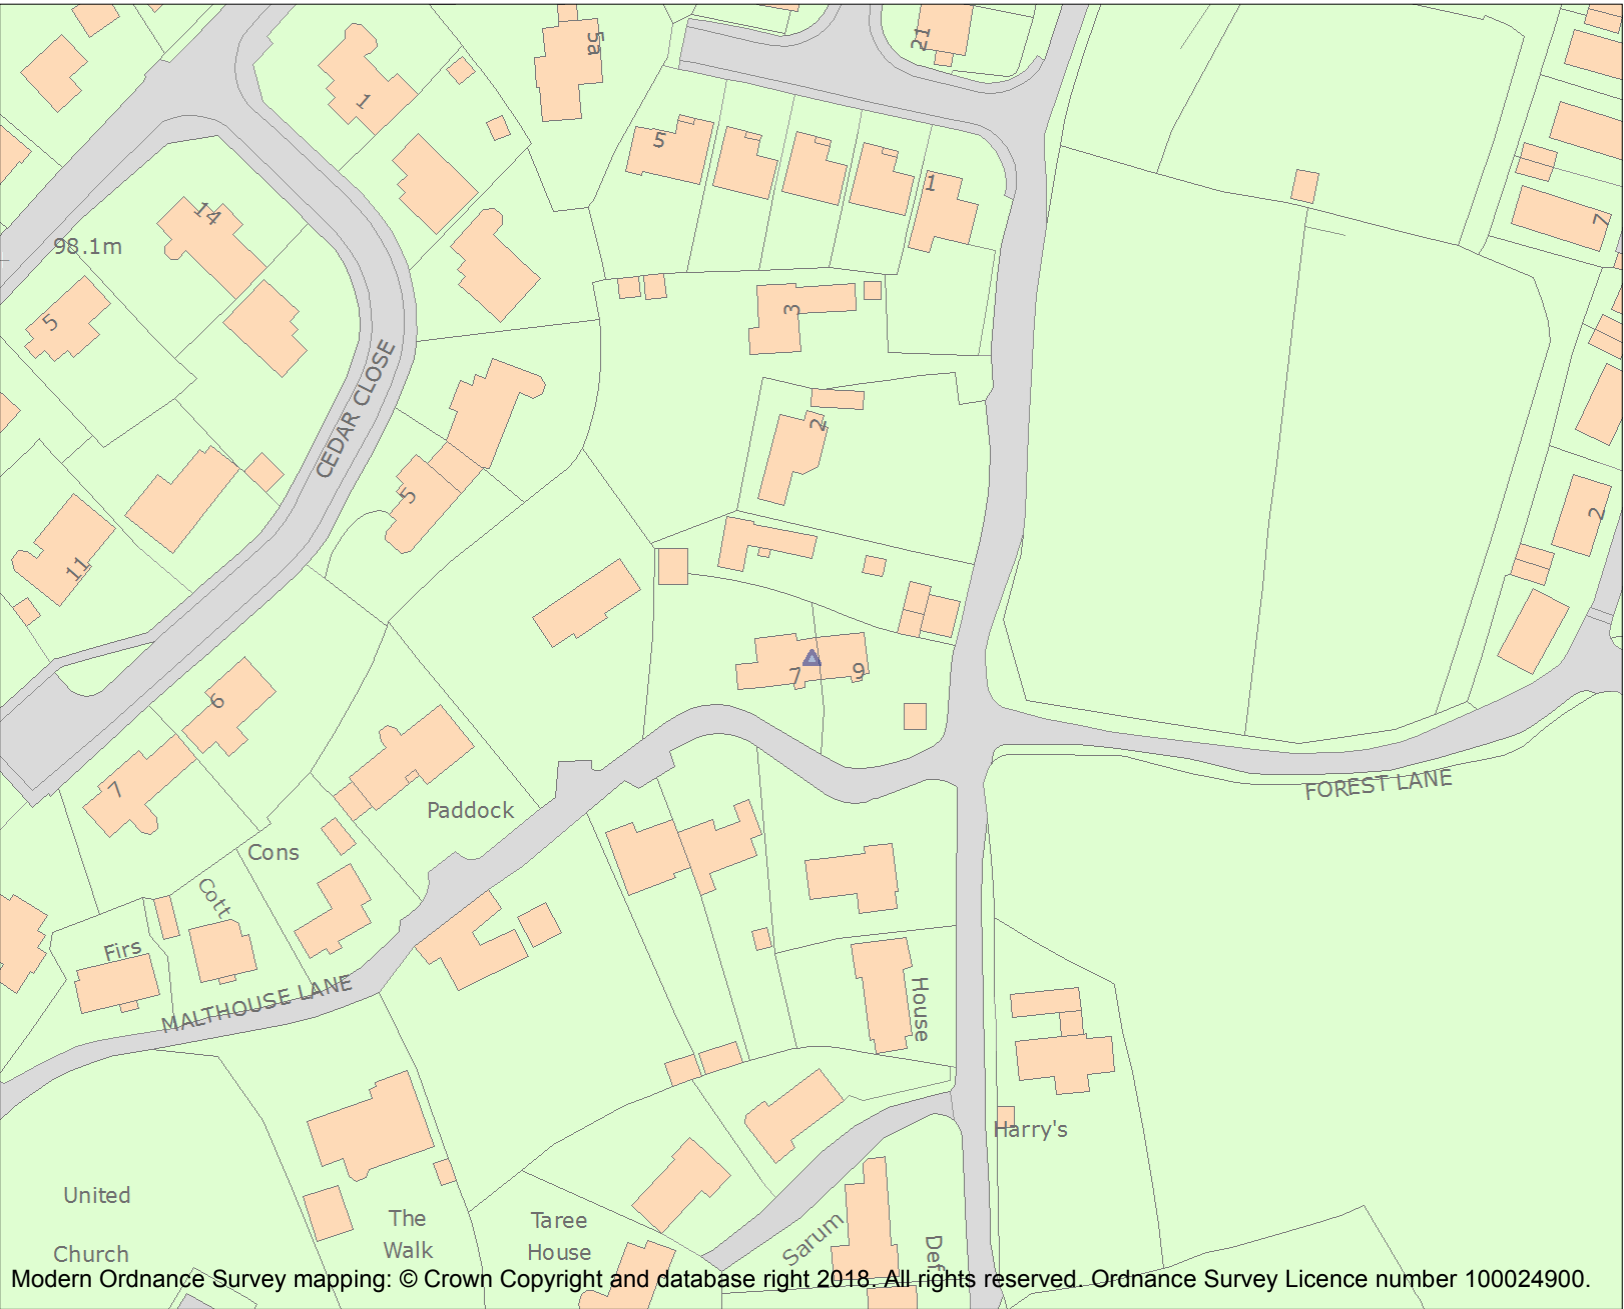 5a
21
1
5
1
14
98.1m
7
5
3
CEDAR CLOSE
2
5
2
11
7
9
6
7
FOREST LANE
Paddock
Cons
Cott
Firs
MALTHOUSE LANE
House
Harry's
United
Church
The
Walk
Taree
House
Sarum
Def
Modern Ordnance Survey mapping: © Crown Copyright and database right 2018. All rights reserved. Ordnance Survey Licence number 100024900.